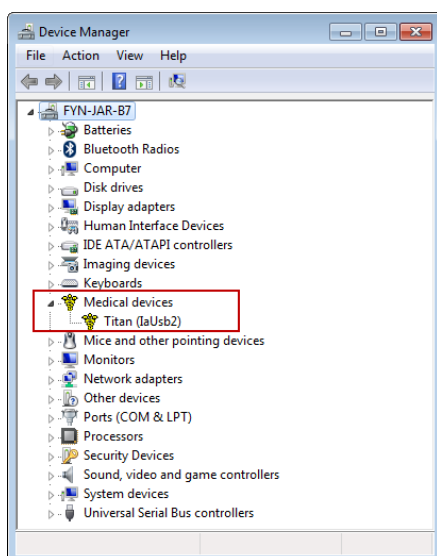 Device Manager
File Action View Help
FYN-JAR-B7
Batteries
Bluetooth Radios
Computer
Disk drives
Display adapters
Human Interface Devices
IDE ATA/ATAPI controllers
Imaging devices
Keyboards
Medical devices
Titan (IaUsb2)
Mice and other pointing devices
Monitors
Network adapters
Other devices
Ports (COM & LPT)
Processors
Security Devices
Sound, video and game controllers
System devices
Universal Serial Bus controllers